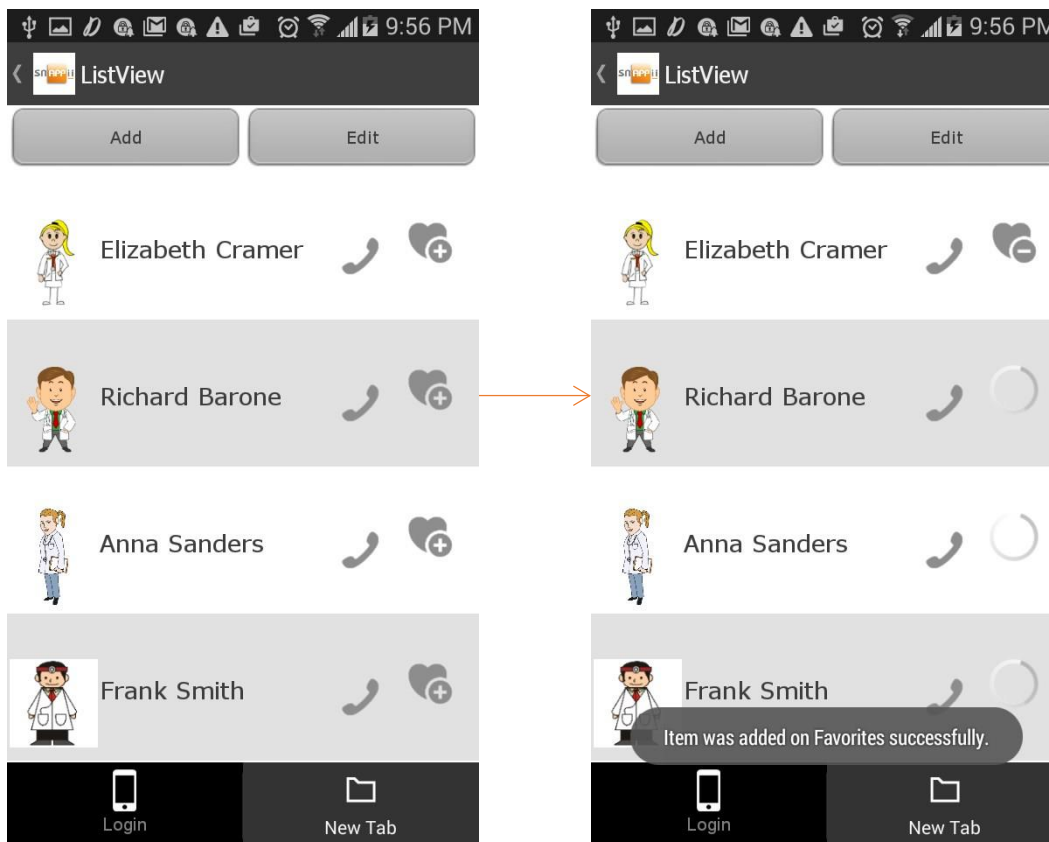 9:56 PM
snappii ListView
Add Edit
Elizabeth Cramer
Richard Barone
Anna Sanders
Frank Smith
Login New Tab
9:56 PM
snappii ListView
Add Edit
Elizabeth Cramer
Richard Barone
Anna Sanders
Frank Smith
Item was added on Favorites successfully.
Login New Tab